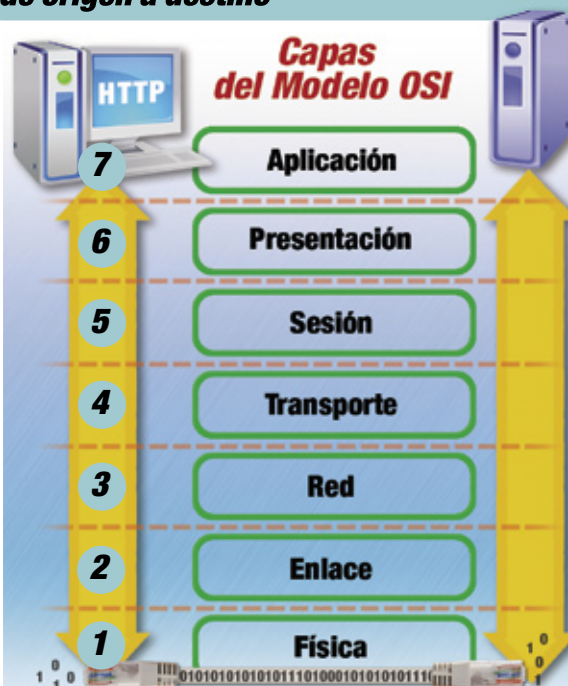 de origen a destino
Capas
del Modelo OSI
HTTP
7
Aplicación
6
Presentación
5
Sesión
4
Transporte
3
Red
2
Enlace
1
Física